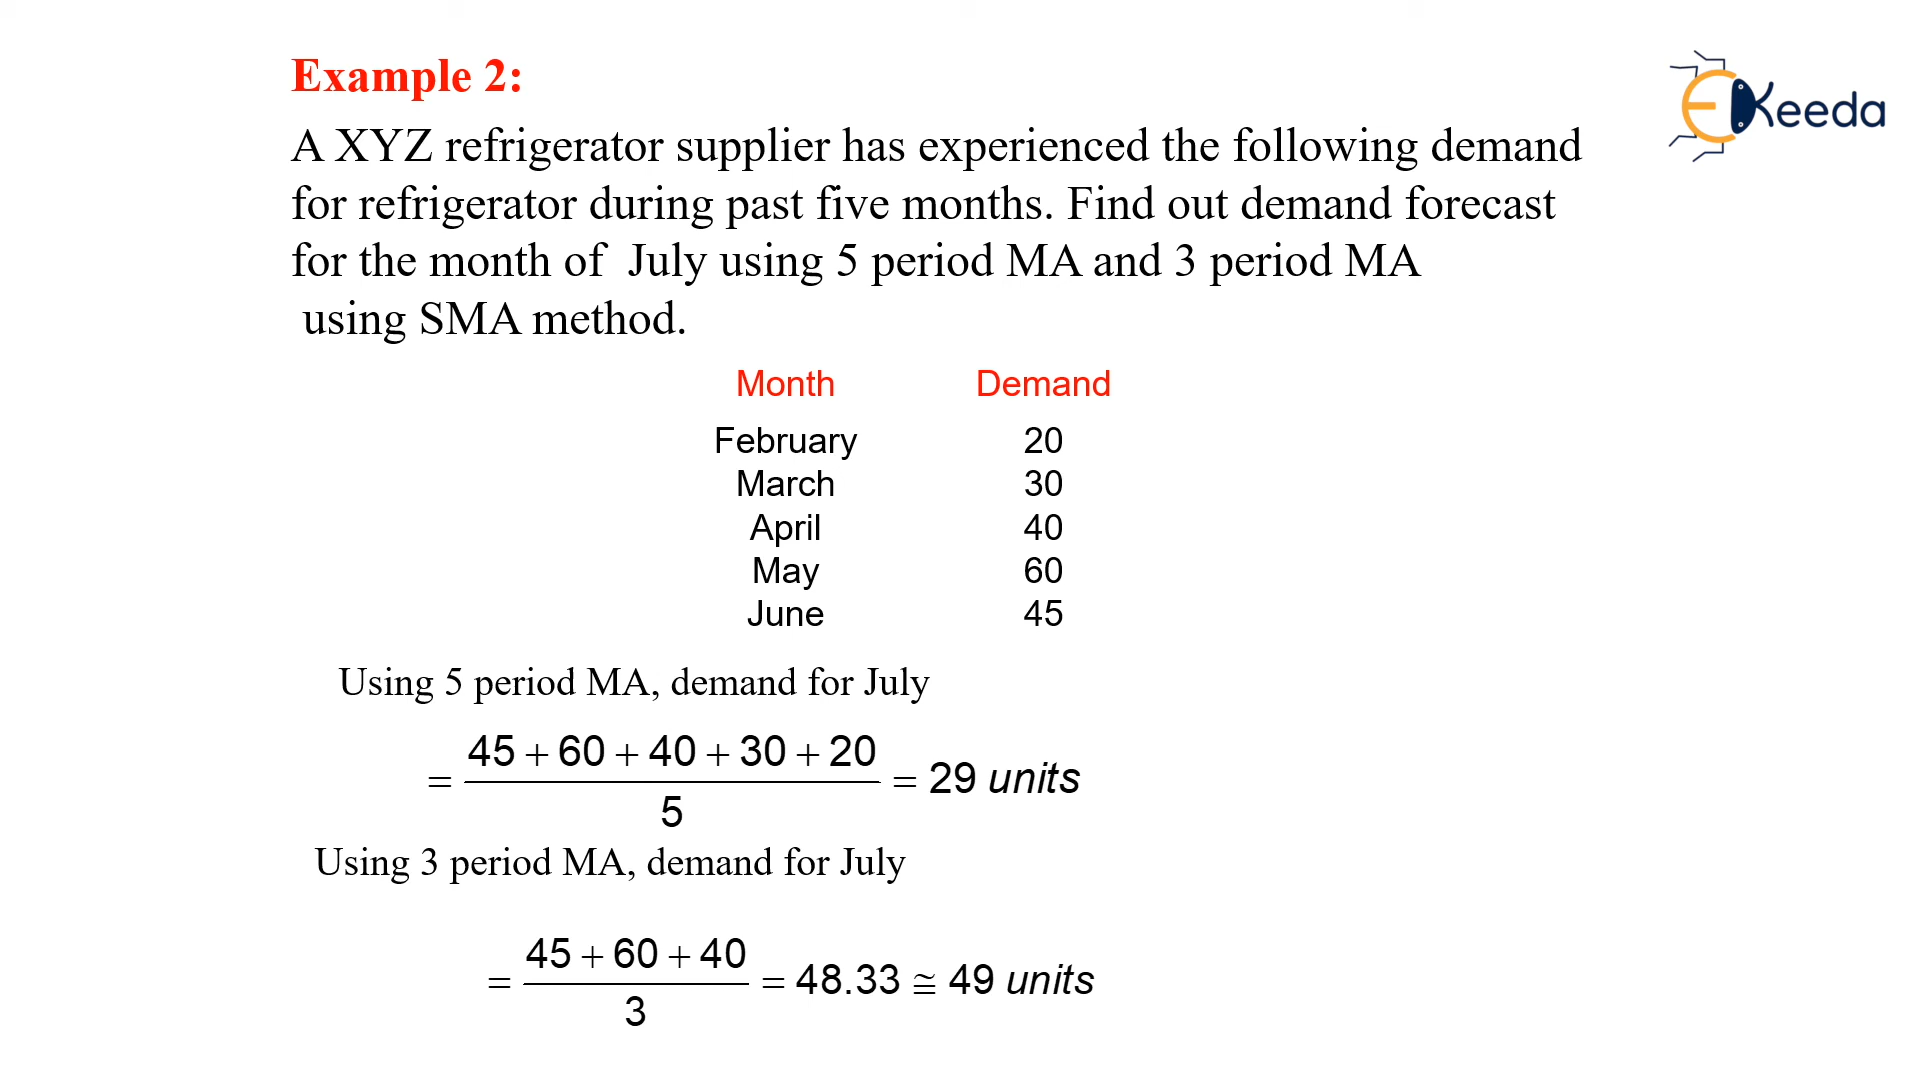 Example 2:
EKeeda
A XYZ refrigerator supplier has experienced the following demand
for refrigerator during past five months. Find out demand forecast
for the month of  July using 5 period MA and 3 period MA
using SMA method.
Month Demand
February 20
March 30
April 40
May 60
June 45
Using 5 period MA, demand for July
= 45 + 60 + 40 + 30 + 20 / 5 = 29 units
Using 3 period MA, demand for July
= 45 + 60 + 40 / 3 = 48.33 ≅ 49 units